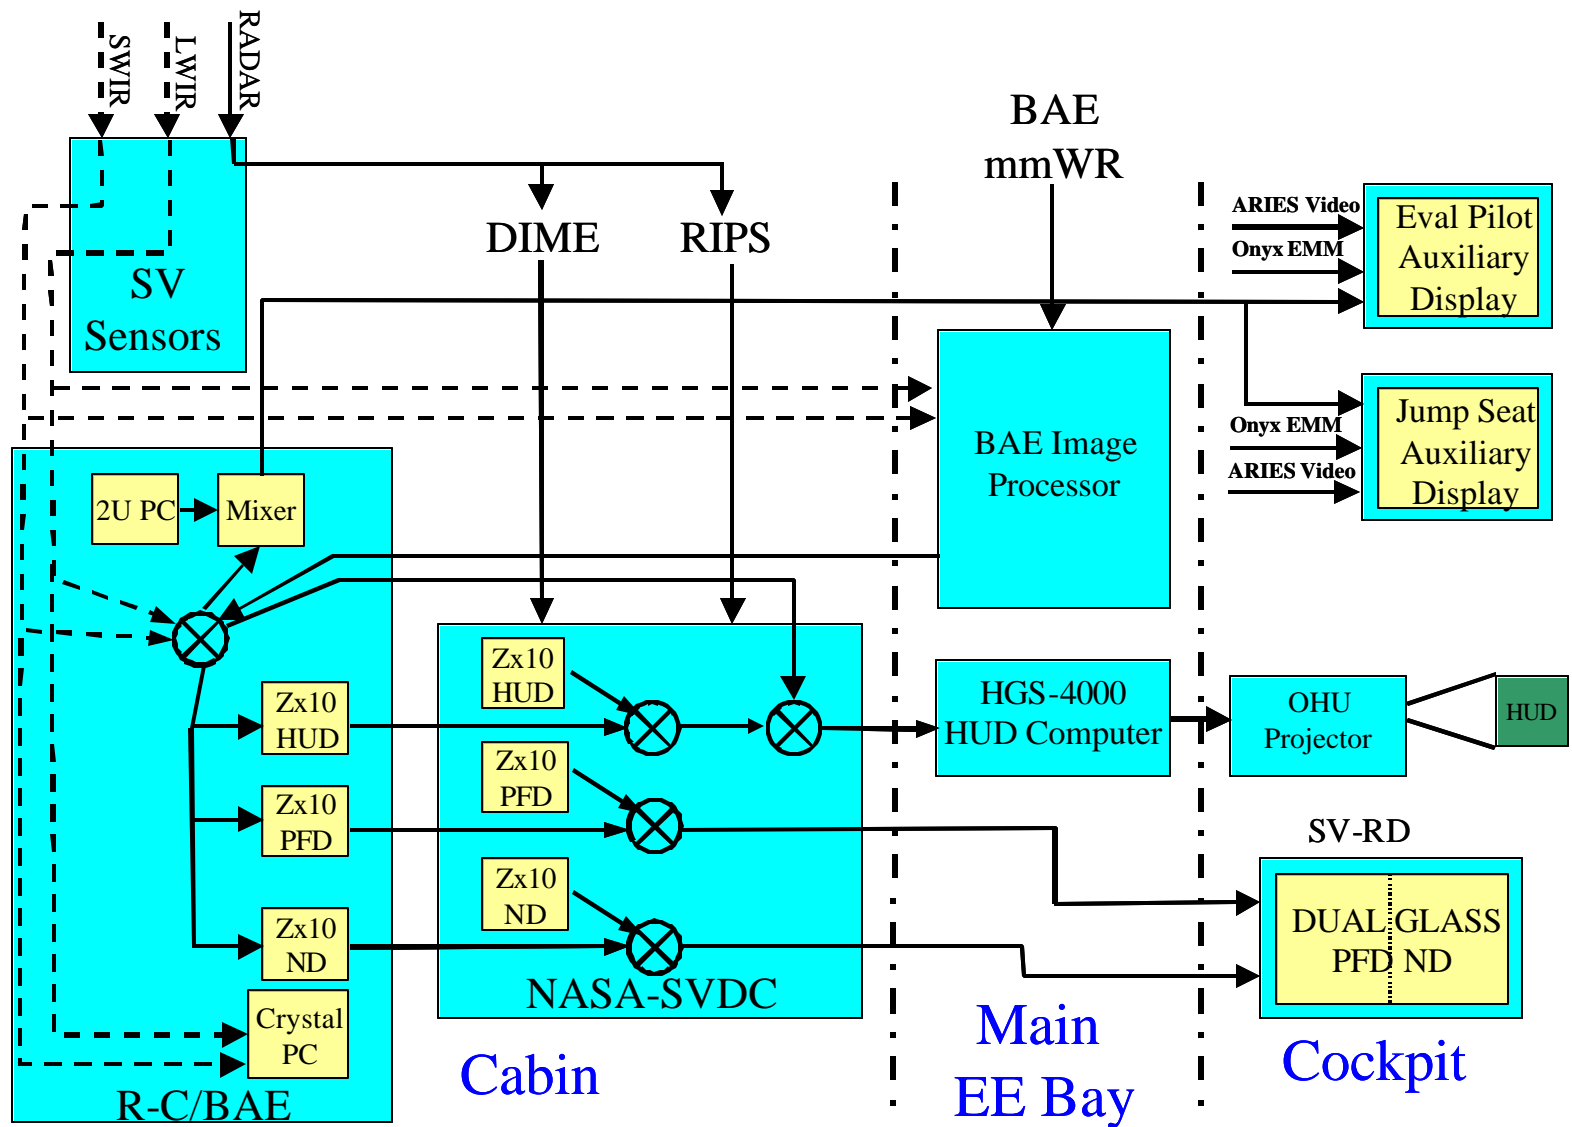 SWIR
LWIR
RADAR
SV
Sensors
DIME
RIPS
BAE
mmWR
ARIES Video
Onyx EMM
Eval Pilot
Auxiliary
Display
BAE Image
Processor
Onyx EMM
ARIES Video
Jump Seat
Auxiliary
Display
2U PC
Mixer
Zx10
HUD
Zx10
PFD
Zx10
ND
Crystal
PC
R-C/BAE
Zx10
HUD
Zx10
PFD
Zx10
ND
NASA-SVDC
HGS-4000
HUD Computer
OHU
Projector
HUD
SV-RD
DUAL GLASS
PFD ND
Cabin
Main
EE Bay
Cockpit